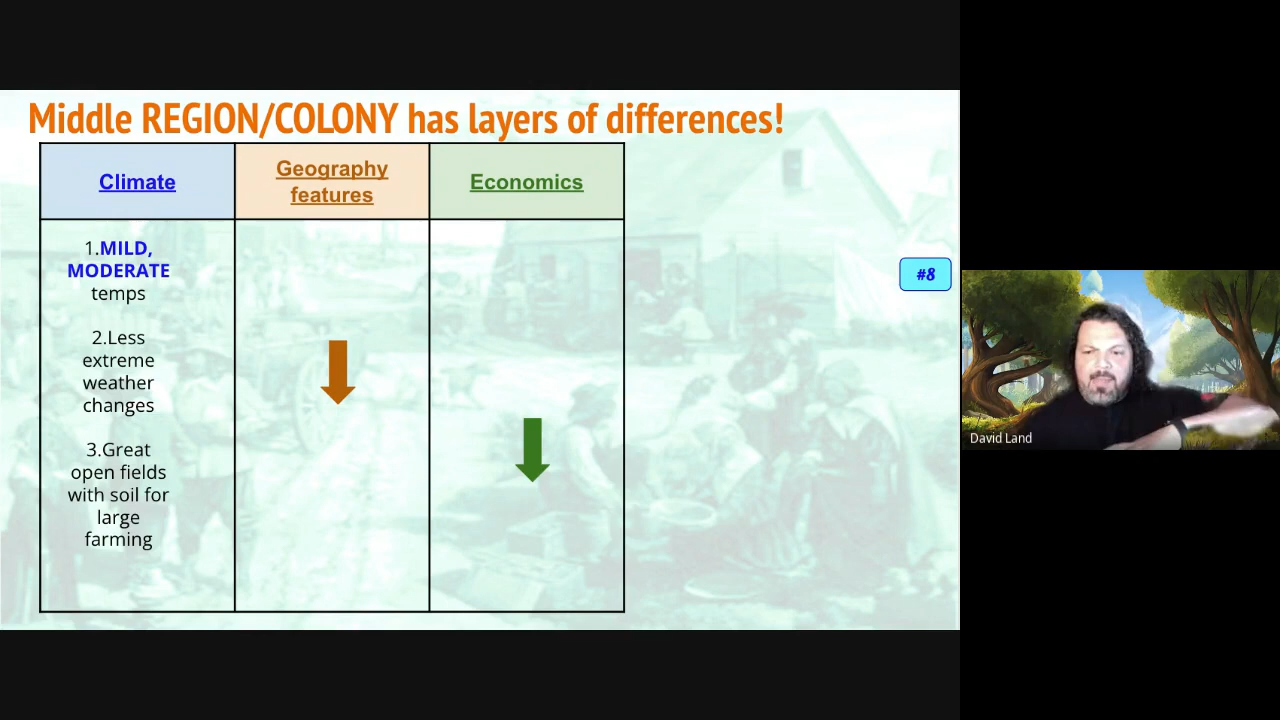 Middle REGION/COLONY has layers of differences!
Climate
Geography
features
Economics
1.MILD,
MODERATE
temps
2.Less
extreme
weather
changes
3.Great
open fields
with soil for
large
farming
#8
David Land